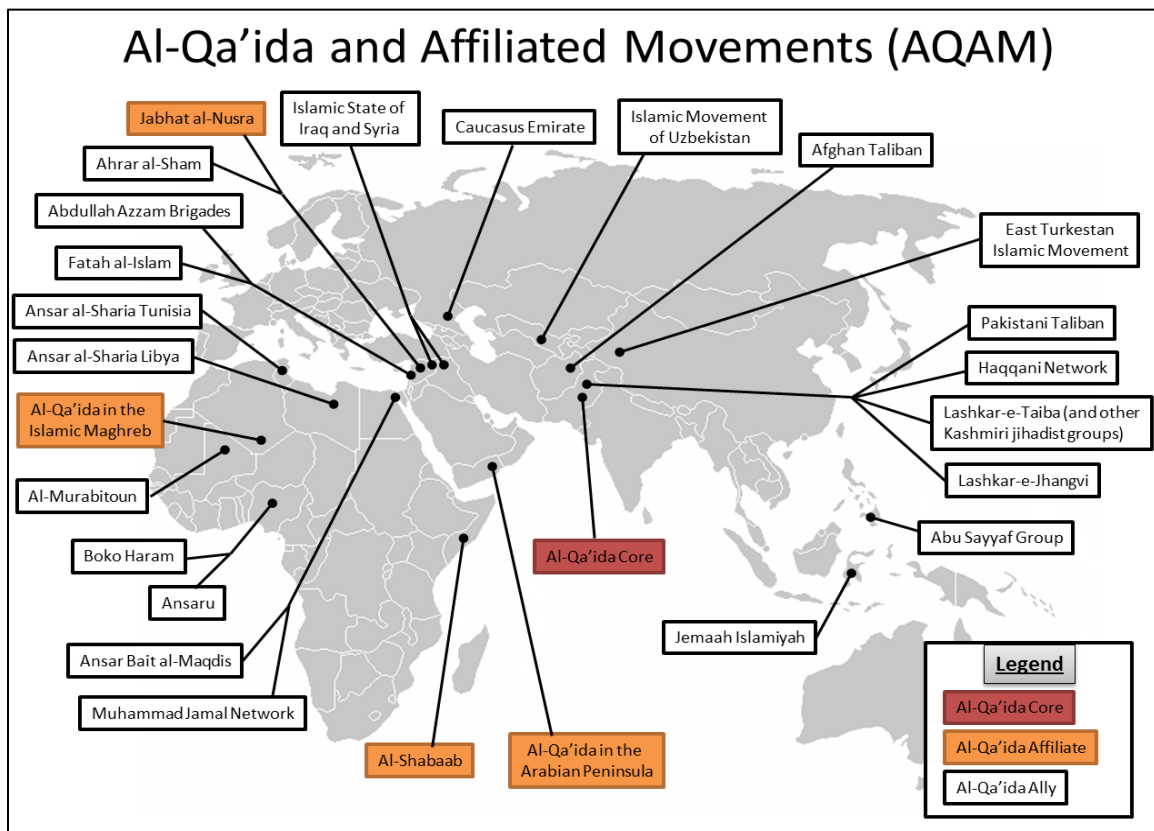 Al-Qa’ida and Affiliated Movements (AQAM)
Jabhat al-Nusra
Islamic State of
Iraq and Syria
Caucasus Emirate
Islamic Movement
of Uzbekistan
Afghan Taliban
Ahrar al-Sham
Abdullah Azzam Brigades
Fatah al-Islam
Ansar al-Sharia Tunisia
Ansar al-Sharia Libya
Al-Qa’ida in the
Islamic Maghreb
Al-Murabitoun
Boko Haram
Ansaru
Ansar Bait al-Maqdis
Muhammad Jamal Network
Al-Shabaab
Al-Qa’ida in the
Arabian Peninsula
Al-Qa’ida Core
East Turkestan
Islamic Movement
Pakistani Taliban
Haqqani Network
Lashkar-e-Taiba (and other
Kashmiri jihadist groups)
Lashkar-e-Jhangvi
Abu Sayyaf Group
Jemaah Islamiyah
Legend
Al-Qa’ida Core
Al-Qa’ida Affiliate
Al-Qa’ida Ally